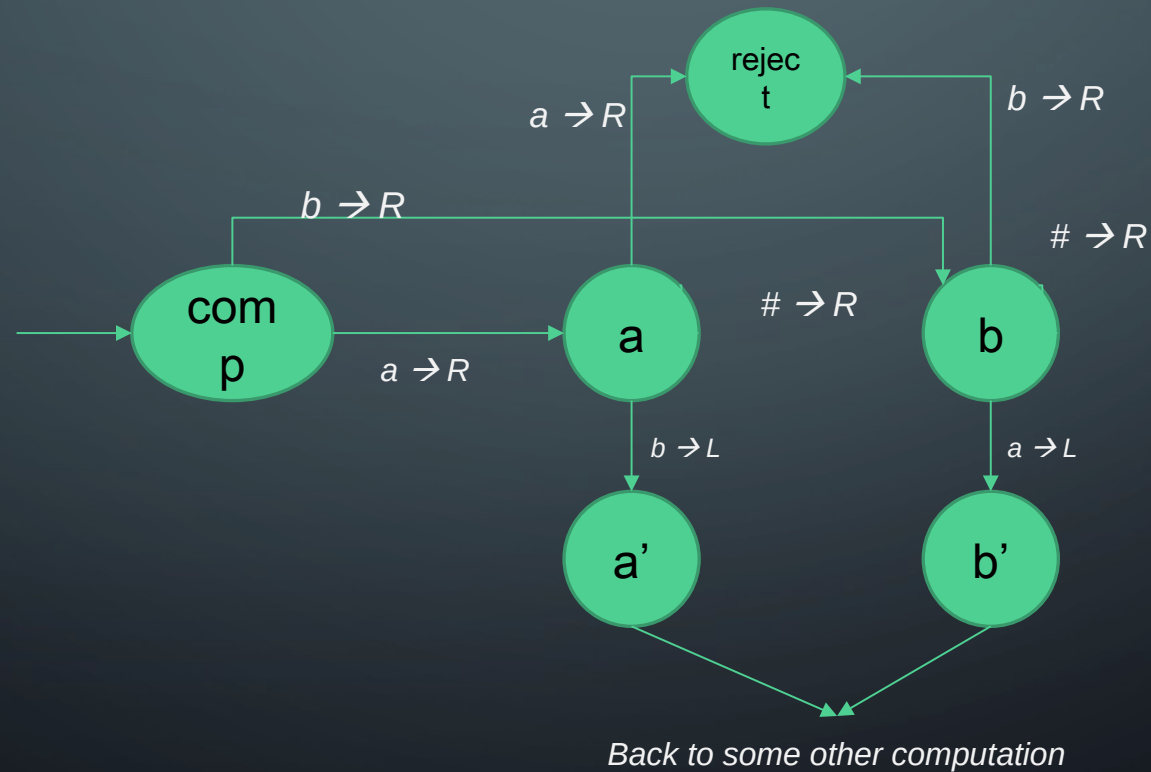 rejec
t
a → R
b → R
b → R
# → R
com
p
a → R
a
# → R
b
b → L
a → L
a’
b’
Back to some other computation